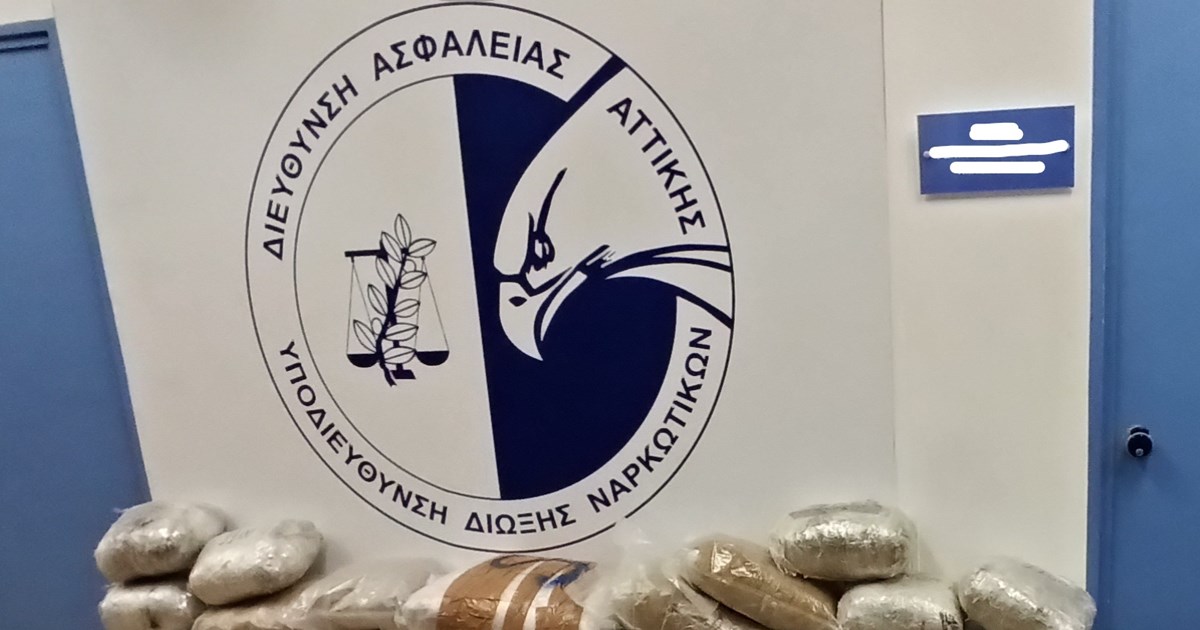 ΔΙΕΥΘΥΝΣΗ ΑΣΦΑΛΕΙΑΣ ΑΤΤΙΚΗΣ
ΥΠΟΔΙΕΥΘΥΝΣΗ ΔΙΩΞΗΣ ΝΑΡΚΩΤΙΚΩΝ